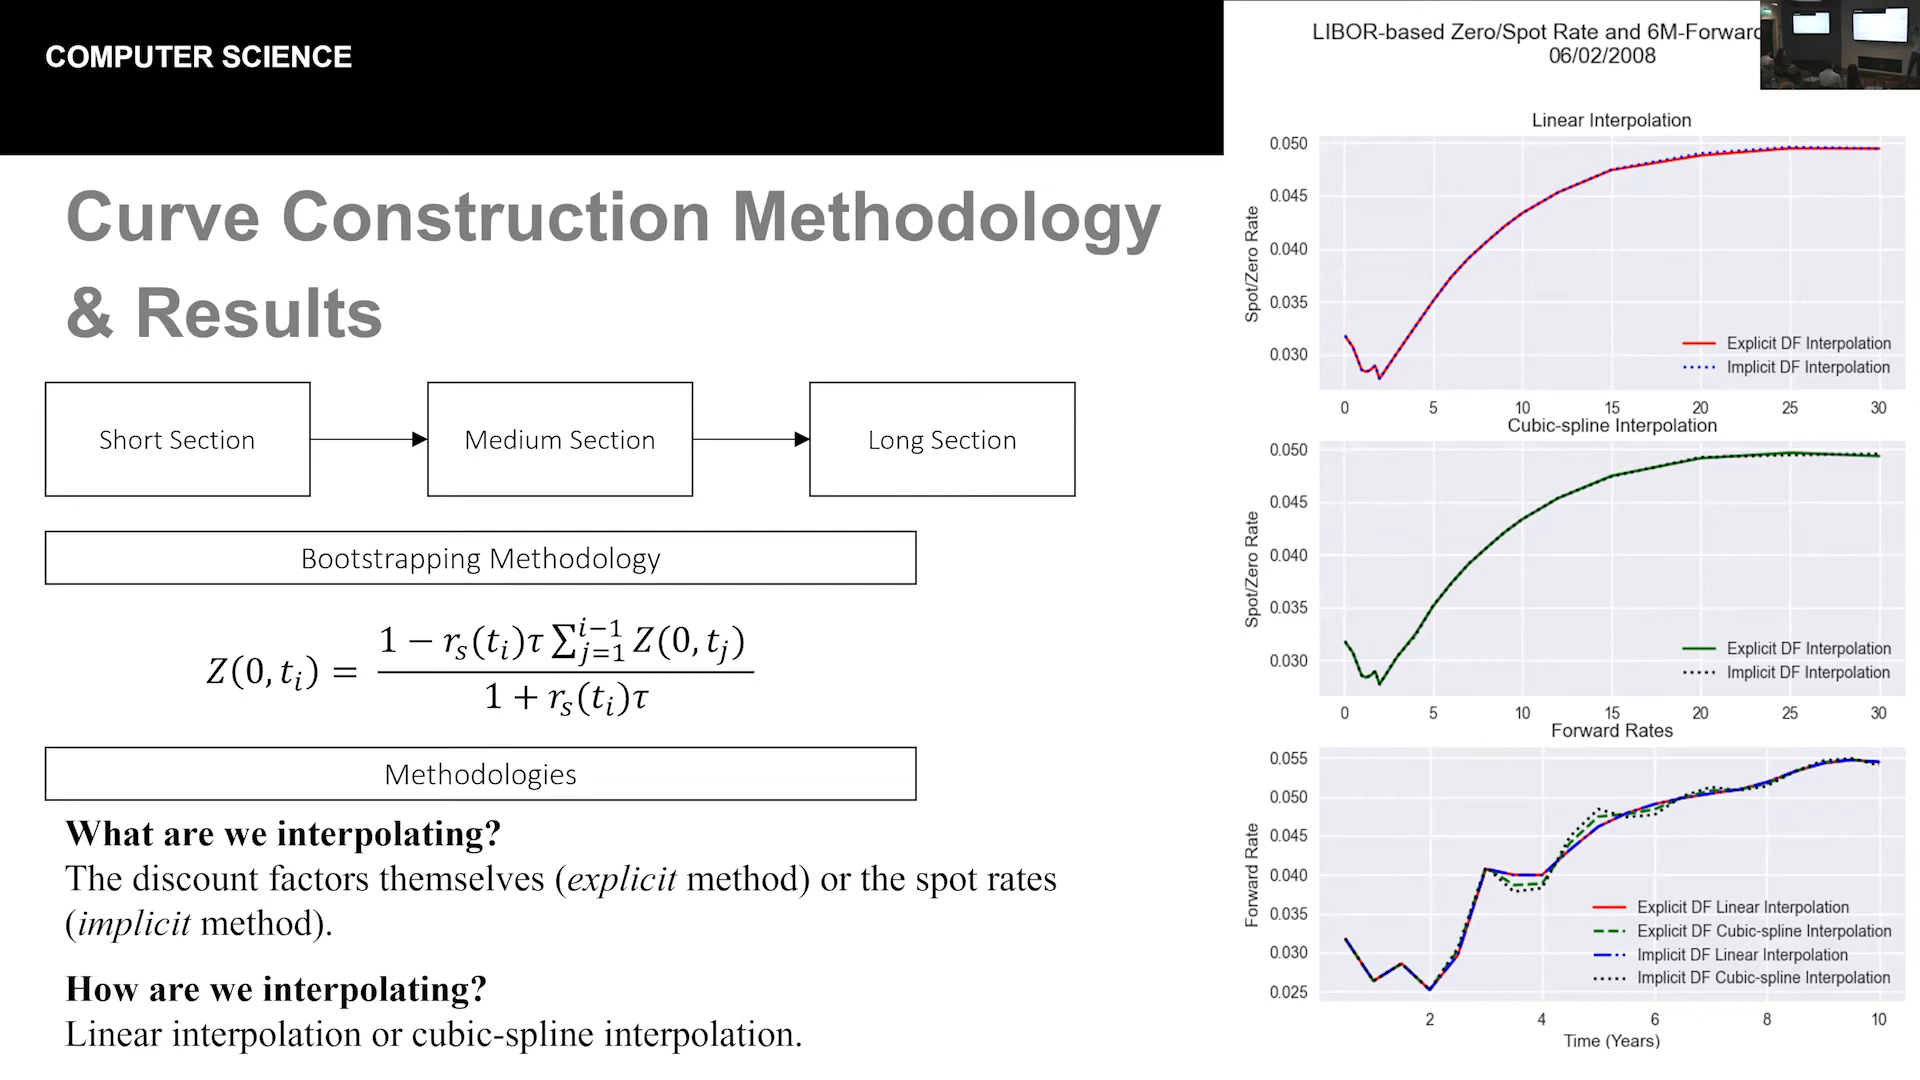 COMPUTER SCIENCE
Curve Construction Methodology
& Results
Short Section
Medium Section
Long Section
Bootstrapping Methodology
Z(0, tᵢ) = (1 − rₛ(tᵢ)τ ∑ⱼ₌₁ⁱ⁻¹ Z(0, tⱼ)) / (1 + rₛ(tᵢ)τ)
Methodologies
What are we interpolating?
The discount factors themselves (explicit method) or the spot rates
(implicit method).
How are we interpolating?
Linear interpolation or cubic-spline interpolation.
LIBOR-based Zero/Spot Rate and 6M-Forward
06/02/2008
Linear Interpolation
Spot/Zero Rate
0.050
0.045
0.040
0.035
0.030
Explicit DF Interpolation
Implicit DF Interpolation
0 5 10 15 20 25 30
Cubic-spline Interpolation
Spot/Zero Rate
0.050
0.045
0.040
0.035
0.030
Explicit DF Interpolation
Implicit DF Interpolation
0 5 10 15 20 25 30
Forward Rates
Forward Rate
0.055
0.050
0.045
0.040
0.035
0.030
0.025
Explicit DF Linear Interpolation
Explicit DF Cubic-spline Interpolation
Implicit DF Linear Interpolation
Implicit DF Cubic-spline Interpolation
2 4 6 8 10
Time (Years)